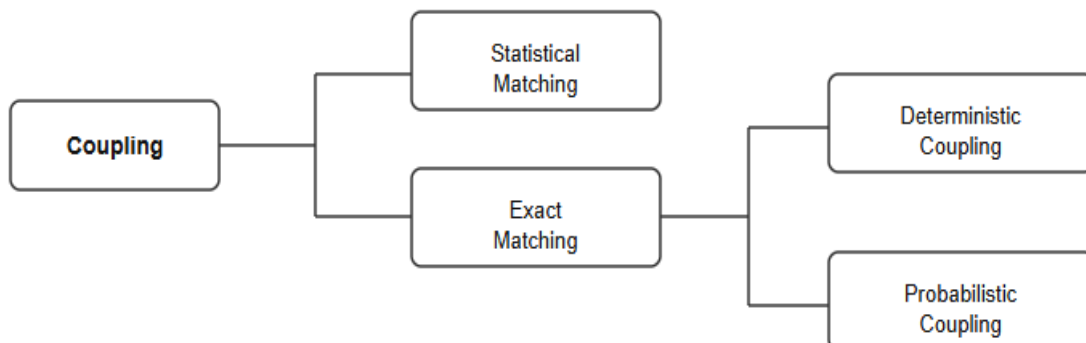 Coupling
Statistical
Matching
Exact
Matching
Deterministic
Coupling
Probabilistic
Coupling